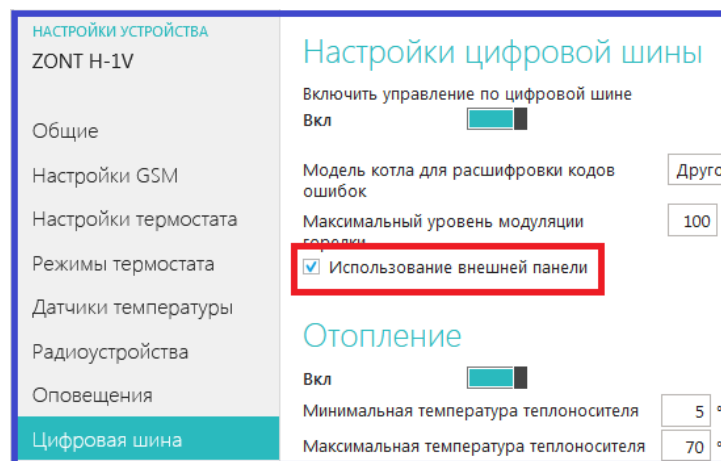 НАСТРОЙКИ УСТРОЙСТВА
ZONT H-1V
Общие
Настройки GSM
Настройки термостата
Режимы термостата
Датчики температуры
Радиоустройства
Оповещения
Цифровая шина
Настройки цифровой шины
Включить управление по цифровой шине
Вкл
Модель котла для расшифровки кодов
ошибок
Максимальный уровень модуляции
горелки
100
Использование внешней панели
Отопление
Вкл
Минимальная температура теплоносителя 5 °
Максимальная температура теплоносителя 70 °